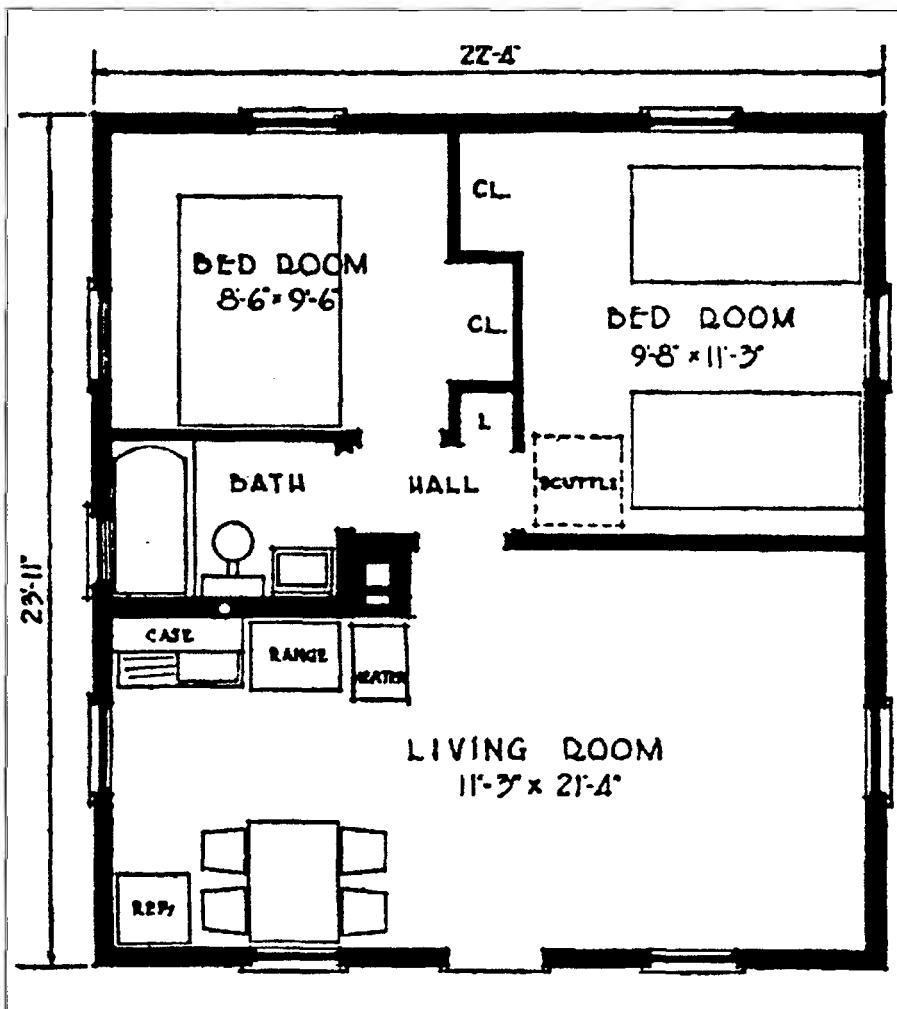 22'-4"
CL.
BED ROOM
8'-6" × 9'-6"
CL.
BED ROOM
9'-8" × 11'-3"
L
BATH
HALL
SCUTTLE
23'-11"
CASE
RANGE
HEATER
LIVING ROOM
11'-3" × 21'-4"
REFr